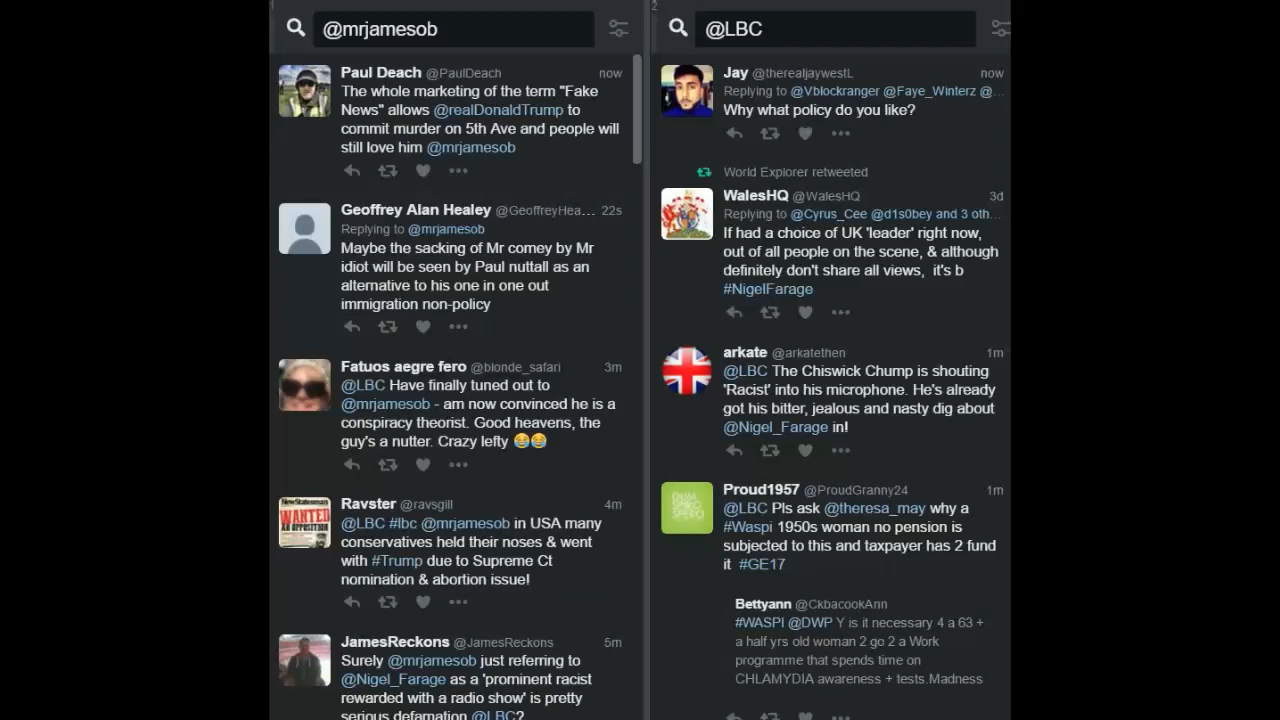 1
@mrjamesob
Paul Deach @PaulDeach now
The whole marketing of the term "Fake
News" allows @realDonaldTrump to
commit murder on 5th Ave and people will
still love him @mrjamesob
Geoffrey Alan Healey @GeoffreyHea... 22s
Replying to @mrjamesob
Maybe the sacking of Mr comey by Mr
idiot will be seen by Paul nuttall as an
alternative to his one in one out
immigration non-policy
Fatuos aegre fero @blonde_safari 3m
@LBC Have finally tuned out to
@mrjamesob - am now convinced he is a
conspiracy theorist. Good heavens, the
guy's a nutter. Crazy lefty 😂😂
NewStatesman
WANTED
AN OPPOSITION
Ravster @ravsgill 4m
@LBC #lbc @mrjamesob in USA many
conservatives held their noses & went
with #Trump due to Supreme Ct
nomination & abortion issue!
JamesReckons @JamesReckons 5m
Surely @mrjamesob just referring to
@Nigel_Farage as a 'prominent racist
rewarded with a radio show' is pretty
serious defamation @LBC?
2
@LBC
Jay @therealjaywestL now
Replying to @Vblockranger @Faye_Winterz @...
Why what policy do you like?
World Explorer retweeted
WalesHQ @WalesHQ 3d
Replying to @Cyrus_Cee @d1s0bey and 3 oth...
If had a choice of UK 'leader' right now,
out of all people on the scene, & although
definitely don't share all views, it's b
#NigelFarage
arkate @arkatethen 1m
@LBC The Chiswick Chump is shouting
'Racist' into his microphone. He's already
got his bitter, jealous and nasty dig about
@Nigel_Farage in!
DUM
SPIRO
SPERO
Proud1957 @ProudGranny24 1m
@LBC Pls ask @theresa_may why a
#Waspi 1950s woman no pension is
subjected to this and taxpayer has 2 fund
it #GE17
Bettyann @CkbacookAnn
#WASPI @DWP Y is it necessary 4 a 63 +
a half yrs old woman 2 go 2 a Work
programme that spends time on
CHLAMYDIA awareness + tests.Madness